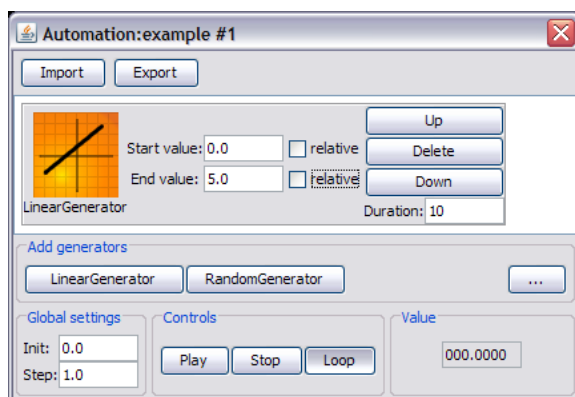 Automation:example #1
Import Export
Up
Start value: 0.0 relative Delete
End value: 5.0 relative Down
LinearGenerator Duration: 10
Add generators
LinearGenerator RandomGenerator ...
Global settings Controls Value
Init: 0.0
Play Stop Loop 000.0000
Step: 1.0